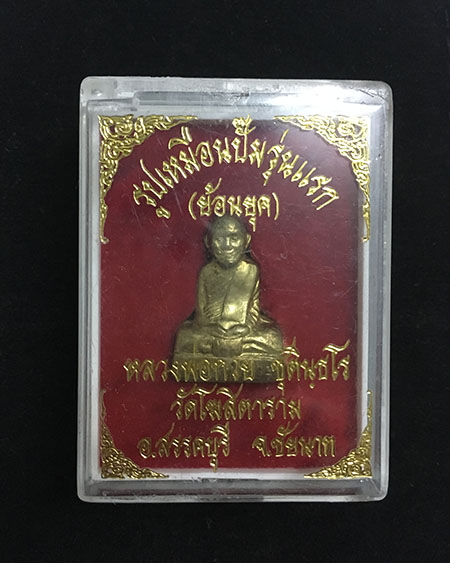 รูปเหมือนปั๊มรุ่นแรก
(ย้อนยุค)
หลวงพ่อกวย ชุตินฺธโร
วัดโฆสิตาราม
อ.สรรคบุรี จ.ชัยนาท